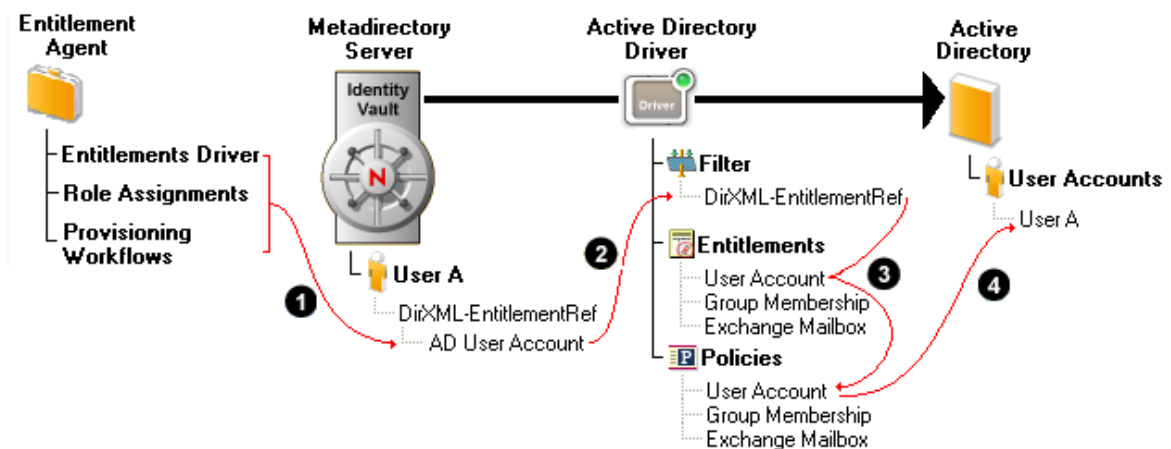 Entitlement
Agent
Entitlements Driver
Role Assignments
Provisioning
Workflows
1
Metadirectory
Server
Identity
Vault
N
User A
DirXML-EntitlementRef
AD User Account
2
Active Directory
Driver
Driver
Filter
DirXML-EntitlementRef
Entitlements
User Account
Group Membership
Exchange Mailbox
3
Policies
P
User Account
Group Membership
Exchange Mailbox
4
Active
Directory
User Accounts
User A